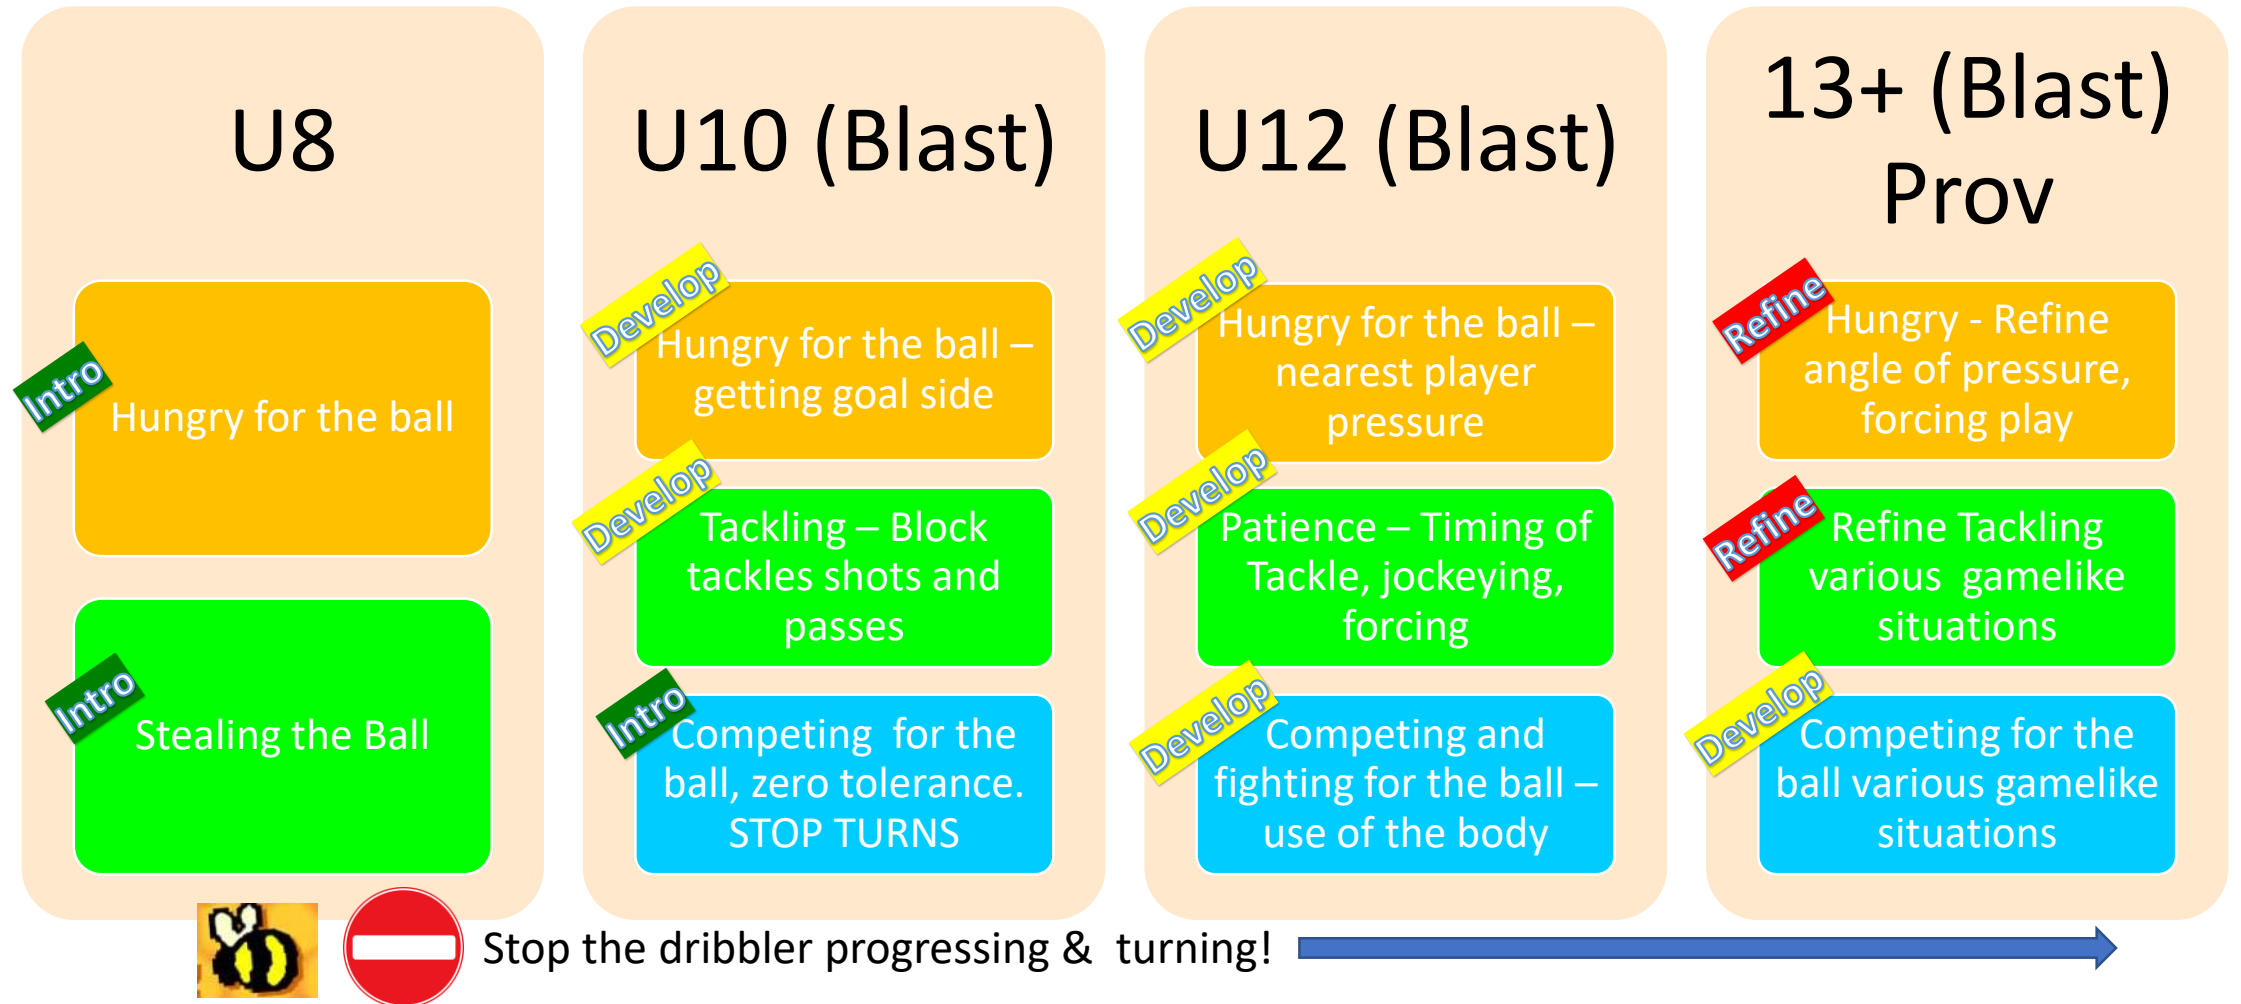 U8
Intro
Hungry for the ball
Intro
Stealing the Ball
U10 (Blast)
Develop
Hungry for the ball –
getting goal side
Develop
Tackling – Block
tackles shots and
passes
Intro
Competing  for the
ball, zero tolerance.
STOP TURNS
U12 (Blast)
Develop
Hungry for the ball –
nearest player
pressure
Develop
Patience – Timing of
Tackle, jockeying,
forcing
Develop
Competing and
fighting for the ball –
use of the body
13+ (Blast)
Prov
Refine
Hungry - Refine
angle of pressure,
forcing play
Refine
Refine Tackling
various  gamelike
situations
Develop
Competing for the
ball various gamelike
situations
Stop the dribbler progressing &  turning!